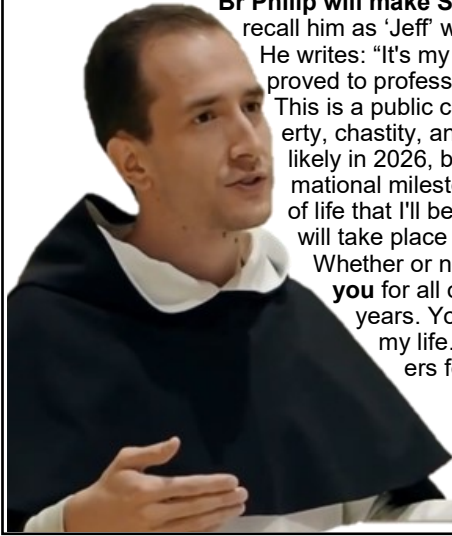 Br Philip will make S
recall him as ‘Jeff’ w
He writes: “It's my
proved to profess
This is a public c
erty, chastity, an
likely in 2026, b
mational milest
of life that I'll be
will take place
Whether or n
you for all o
years. Yo
my life.
ers f